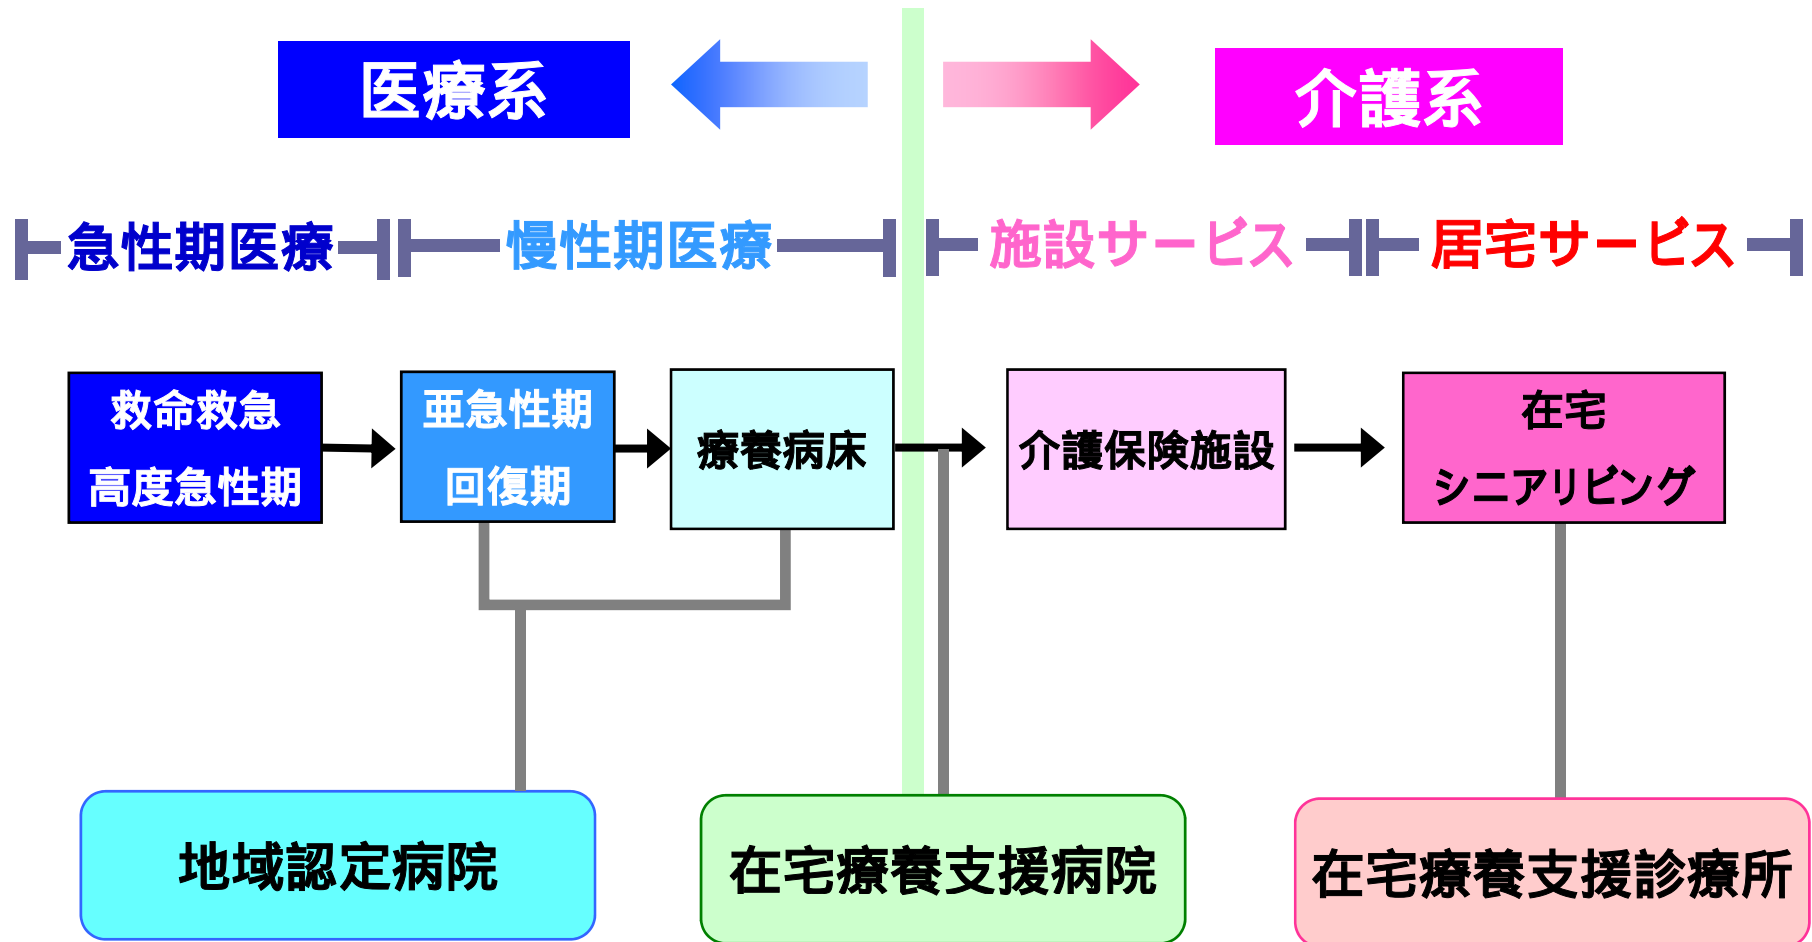 医療系
介護系
急性期医療
慢性期医療
施設サービス
居宅サービス
救命救急
高度急性期
亜急性期
回復期
療養病床
介護保険施設
在宅
シニアリビング
地域認定病院
在宅療養支援病院
在宅療養支援診療所